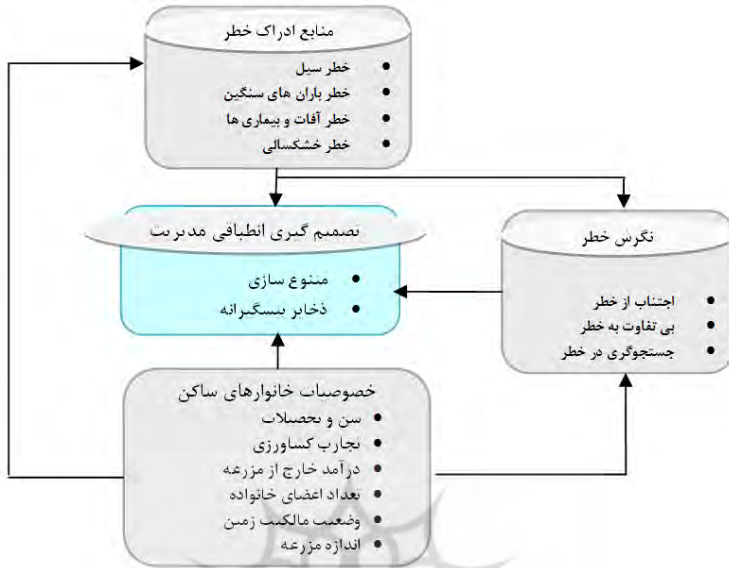 منابع ادراک خطر
• خطر سیل
• خطر باران های سنگین
• خطر آفات و بیماری ها
• خطر خشکسالی
تصمیم گیری انطباقی مدیریت
• متنوع سازی
• ذخایر پیشگیرانه
نگرش خطر
• اجتناب از خطر
• بی تفاوت به خطر
• جستجوگری در خطر
خصوصیات خانوارهای ساکن
• سن و تحصیلات
• تجارب کشاورزی
• درآمد خارج از مزرعه
• تعداد اعضای خانواده
• وضعیت مالکیت زمین
• اندازه مزرعه